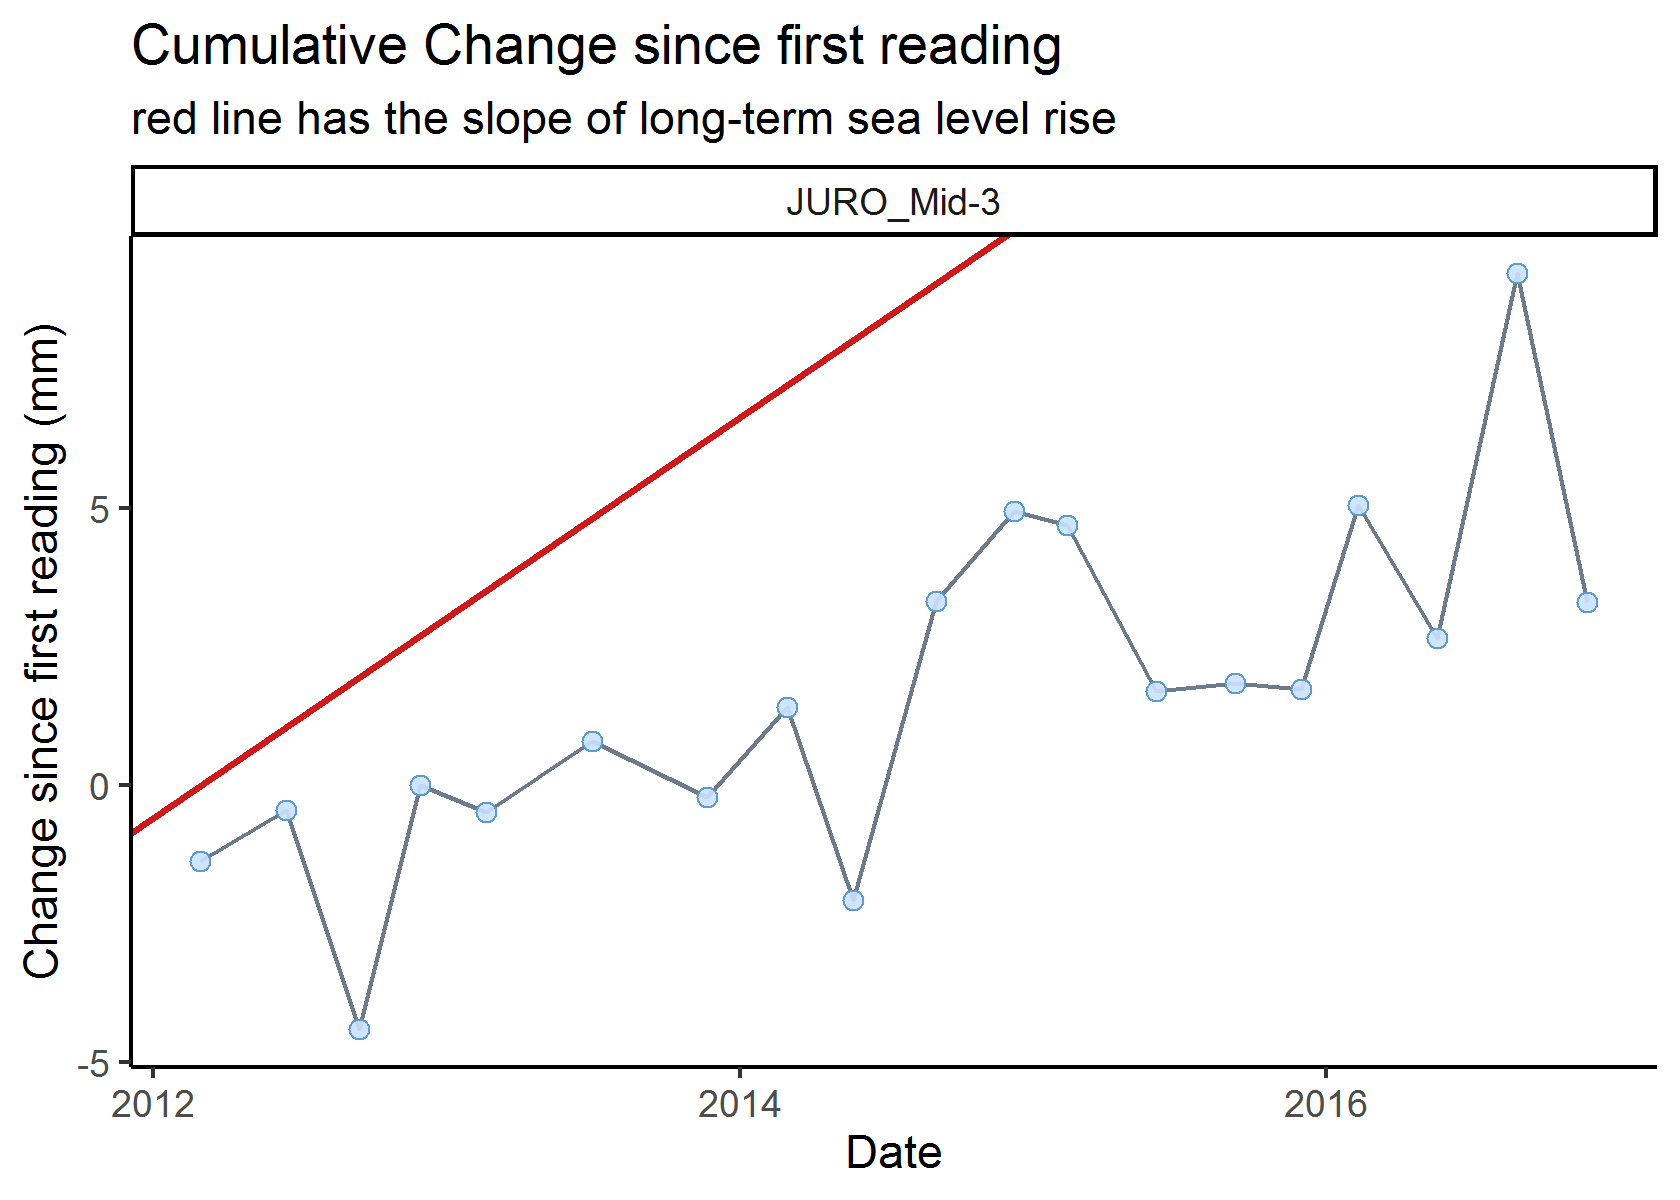 Cumulative Change since first reading
red line has the slope of long-term sea level rise
JURO_Mid-3
Change since first reading (mm)
5
0
-5
2012
2014
2016
Date